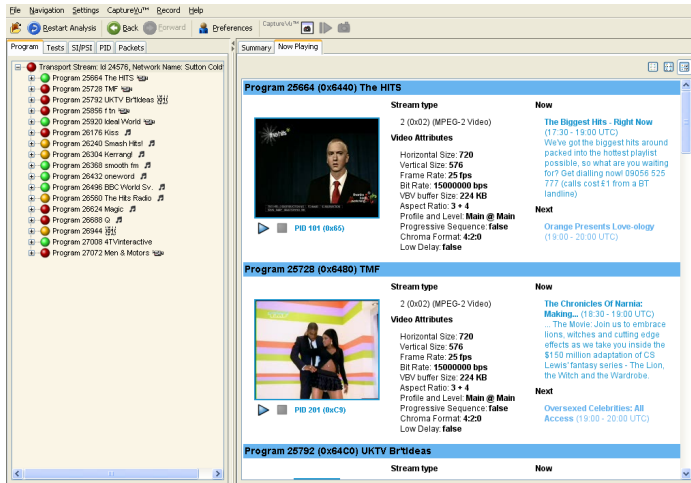 File Navigation Settings CaptureVu™ Record Help
Restart Analysis Back Forward Preferences CaptureVu™
Program Tests SI/PSI PID Packets
Transport Stream: Id 24576, Network Name: Sutton Cold
Program 25664 The HITS
Program 25728 TMF
Program 25792 UKTV Br'tIdeas
Program 25856 f tn
Program 25920 Ideal World
Program 26176 Kiss
Program 26240 Smash Hits!
Program 26304 Kerrang!
Program 26368 smooth fm
Program 26432 oneword
Program 26496 BBC World Sv.
Program 26560 The Hits Radio
Program 26624 Magic
Program 26688 Q
Program 26944
Program 27008 4TVinteractive
Program 27072 Men & Motors
Summary Now Playing
Program 25664 (0x6440) The HITS
the hits
PID 101 (0x65)
Stream type
2 (0x02) (MPEG-2 Video)
Video Attributes
Horizontal Size: 720
Vertical Size: 576
Frame Rate: 25 fps
Bit Rate: 15000000 bps
VBV buffer Size: 224 KB
Aspect Ratio: 3 ÷ 4
Profile and Level: Main @ Main
Progressive Sequence: false
Chroma Format: 4:2:0
Low Delay: false
Now
The Biggest Hits - Right Now
(17:30 - 19:00 UTC)
We've got the biggest hits around
packed into the hottest playlist
possible, so what are you waiting
for? Get dialling now! 09056 525
777 (calls cost £1 from a BT
landline)
Next
Orange Presents Love-ology
(19:00 - 20:00 UTC)
Program 25728 (0x6480) TMF
PID 201 (0xC9)
Stream type
2 (0x02) (MPEG-2 Video)
Video Attributes
Horizontal Size: 720
Vertical Size: 576
Frame Rate: 25 fps
Bit Rate: 15000000 bps
VBV buffer Size: 224 KB
Aspect Ratio: 3 ÷ 4
Profile and Level: Main @ Main
Progressive Sequence: false
Chroma Format: 4:2:0
Low Delay: false
Now
The Chronicles Of Narnia:
Making... (18:30 - 19:00 UTC)
... The Movie: Join us to embrace
lions, witches and cutting edge
effects as we take you inside the
$150 million adaptation of CS
Lewis' fantasy series - The Lion,
the Witch and the Wardrobe.
Next
Oversexed Celebrities: All
Access (19:00 - 20:00 UTC)
Program 25792 (0x64C0) UKTV Br'tIdeas
Stream type
Now